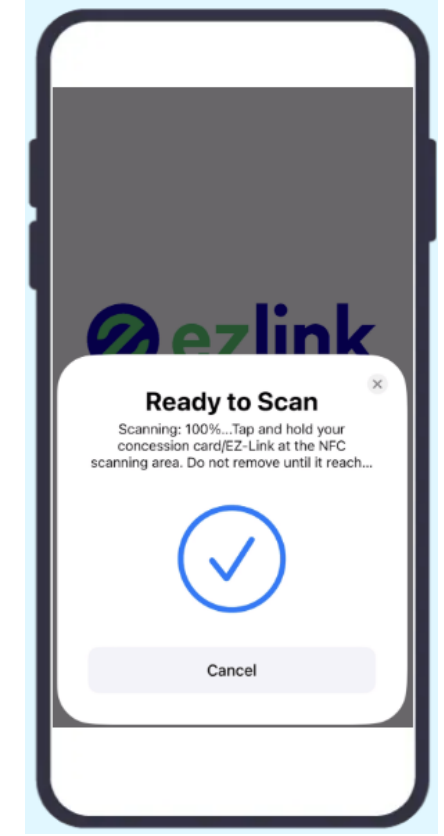 ezlink
Ready to Scan
Scanning: 100%...Tap and hold your
concession card/EZ-Link at the NFC
scanning area. Do not remove until it reach...
Cancel